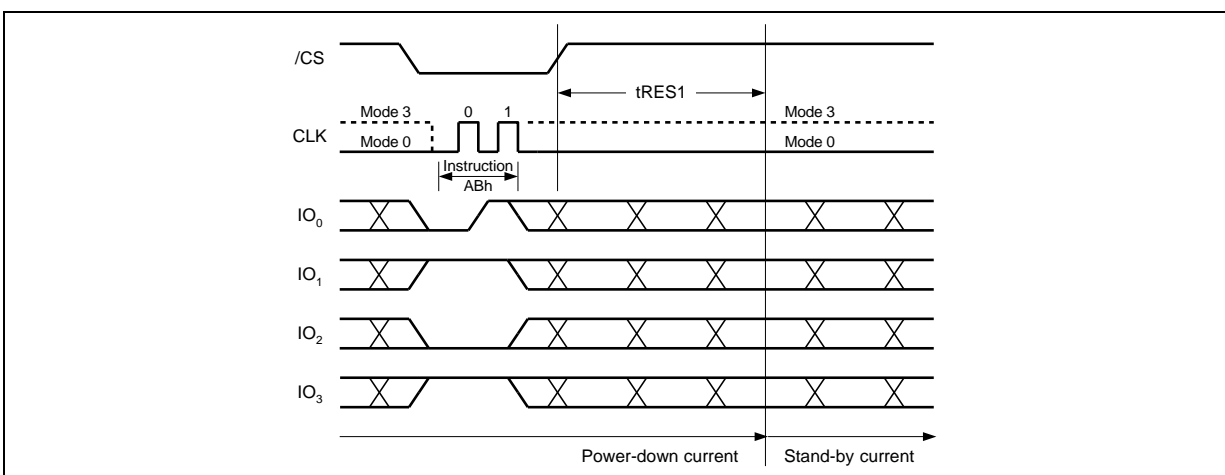 /CS
tRES1
Mode 3 0 1 Mode 3
CLK
Mode 0 Mode 0
Instruction
ABh
IO0
IO1
IO2
IO3
Power-down current Stand-by current